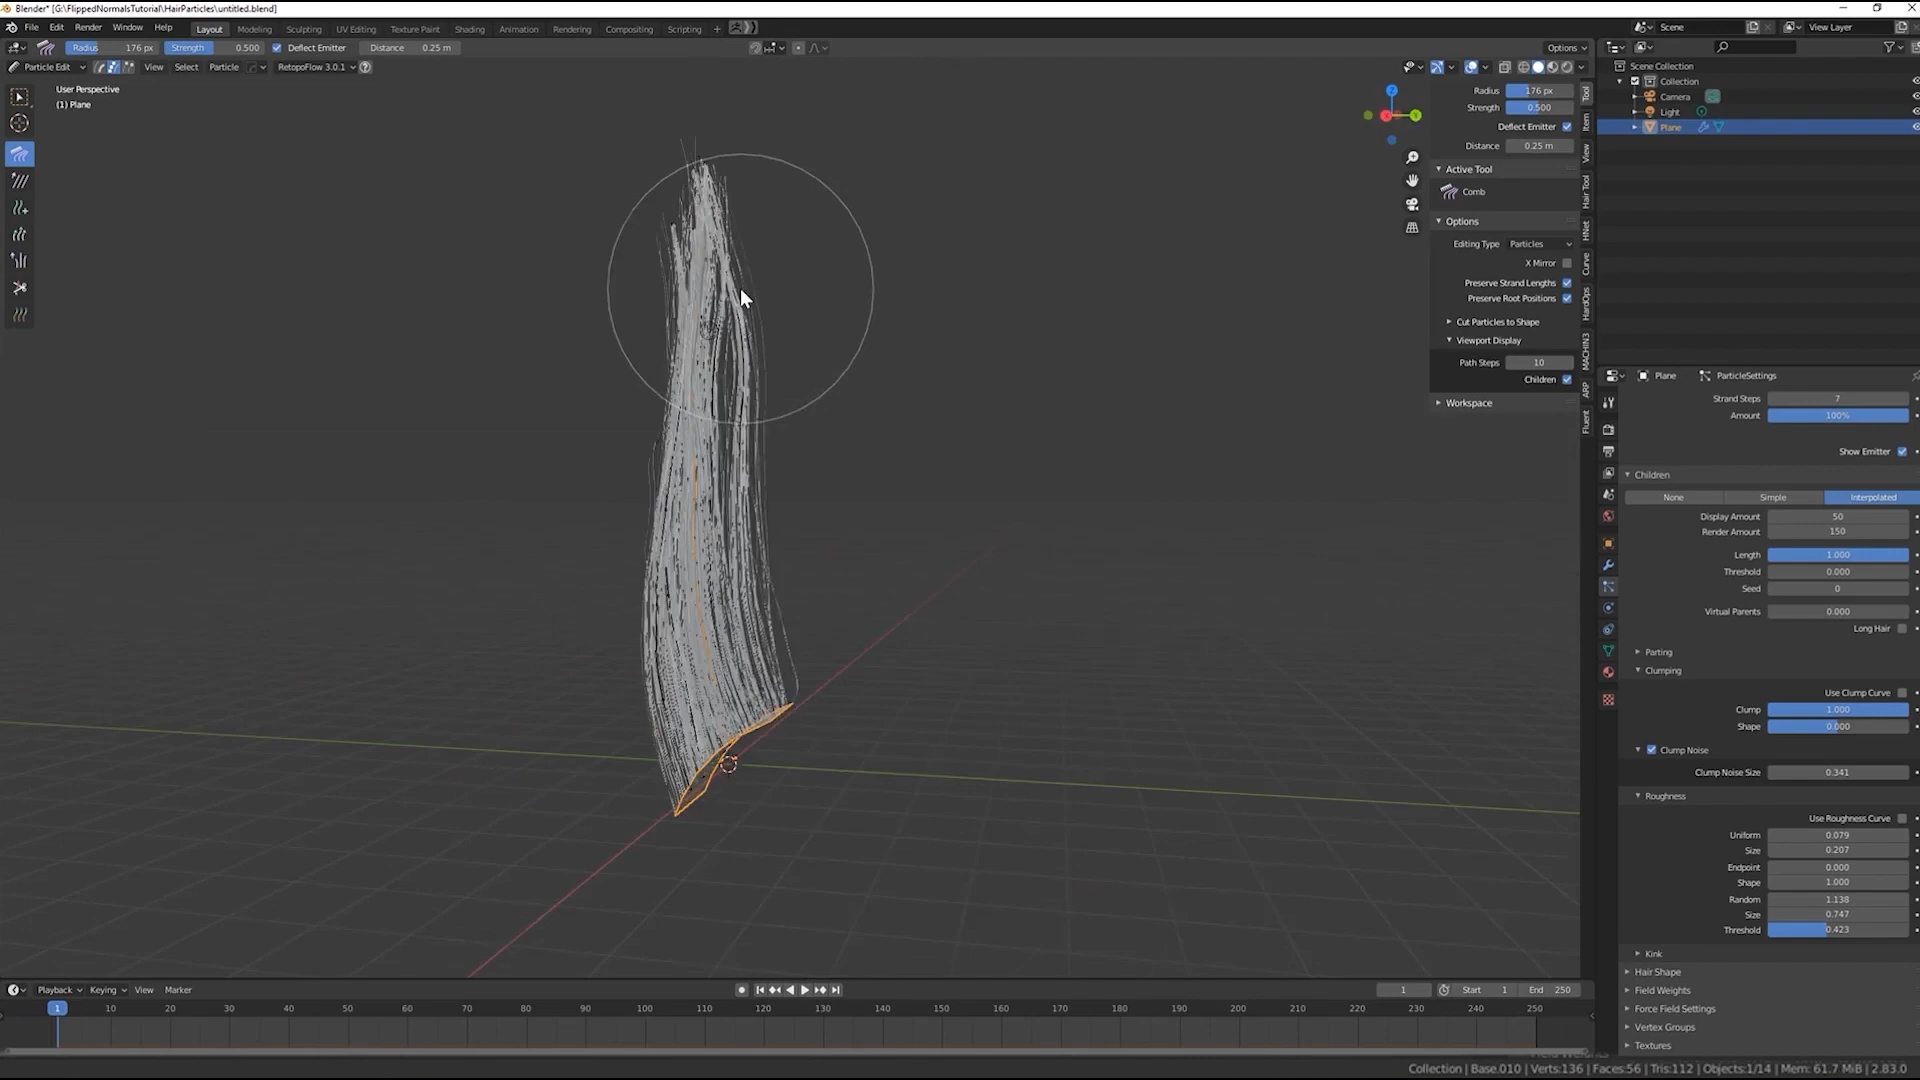 Blender* [G:\FlippedNormalsTutorial\HairParticles\untitled.blend]
File Edit Render Window Help Layout Modeling Sculpting UV Editing Texture Paint Shading Animation Rendering Compositing Scripting + Scene View Layer
Radius 176 px Strength 0.500 Deflect Emitter Distance 0.25 m Options
Particle Edit View Select Particle RetopoFlow 3.0.1
User Perspective
(1) Plane
Radius 176 px
Strength 0.500
Deflect Emitter
Distance 0.25 m
Active Tool
Comb
Options
Editing Type Particles
X Mirror
Preserve Strand Lengths
Preserve Root Positions
Cut Particles to Shape
Viewport Display
Path Steps 10
Children
Workspace
Tool
Item
View
Hair Tool
HNet
Curve
HardOps
MACHIN3
ARP
Fluent
Scene Collection
Collection
Camera
Light
Plane
Plane ParticleSettings
Strand Steps 7
Amount 100%
Show Emitter
Children
None Simple Interpolated
Display Amount 50
Render Amount 150
Length 1.000
Threshold 0.000
Seed 0
Virtual Parents 0.000
Long Hair
Parting
Clumping
Use Clump Curve
Clump 1.000
Shape 0.000
Clump Noise
Clump Noise Size 0.341
Roughness
Use Roughness Curve
Uniform 0.079
Size 0.207
Endpoint 0.000
Shape 1.000
Random 1.138
Size 0.747
Threshold 0.423
Kink
Hair Shape
Field Weights
Force Field Settings
Vertex Groups
Textures
Playback Keying View Marker 1 Start 1 End 250
1 10 20 30 40 50 60 70 80 90 100 110 120 130 140 150 160 170 180 190 200 210 220 230 240 250
Collection | Base.010 | Verts:136 | Faces:56 | Tris:112 | Objects:1/14 | Mem: 61.7 MiB | 2.83.0